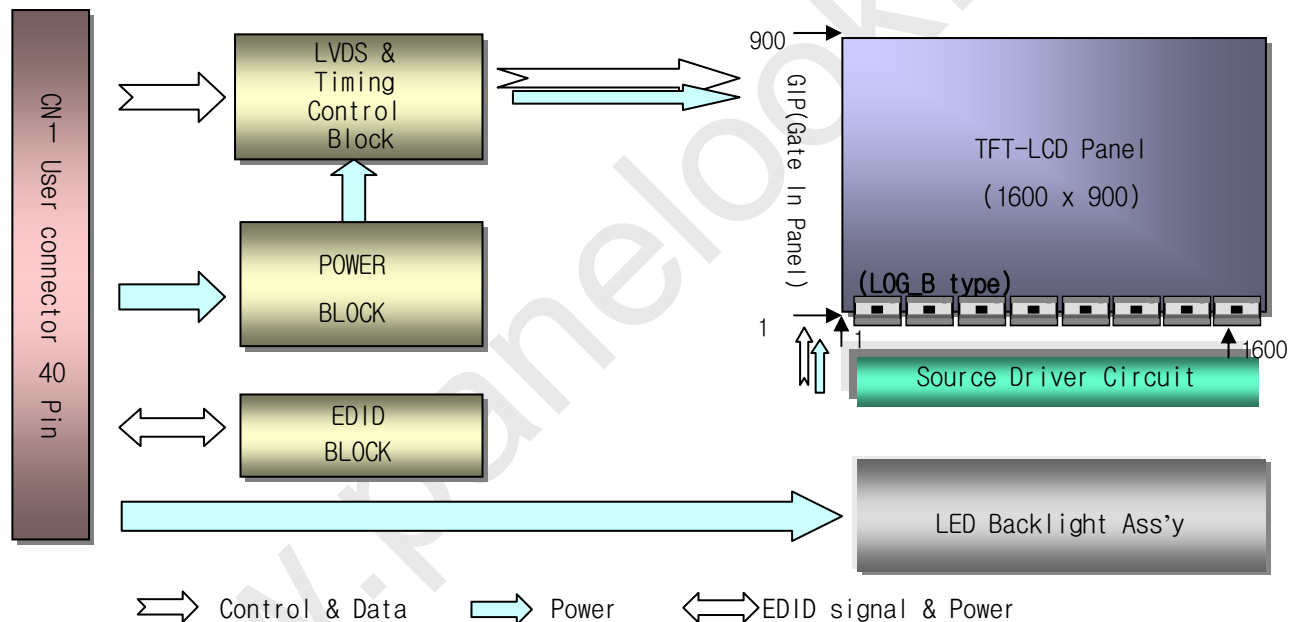 CN1 User connector 40 Pin
LVDS &
Timing
Control
Block
POWER
BLOCK
EDID
BLOCK
900
GIP(Gate In Panel)
1
TFT-LCD Panel
(1600 x 900)
(LOG_B type)
1
1600
Source Driver Circuit
LED Backlight Ass'y
Control & Data
Power
EDID signal & Power